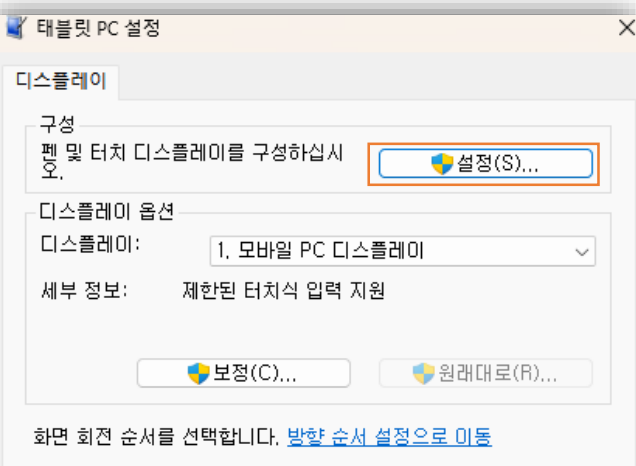 태블릿 PC 설정
디스플레이
구성
펜 및 터치 디스플레이를 구성하십시
오.
설정(S)...
디스플레이 옵션
디스플레이:
1. 모바일 PC 디스플레이
세부 정보:
제한된 터치식 입력 지원
보정(C)...
원래대로(R)...
화면 회전 순서를 선택합니다. 방향 순서 설정으로 이동